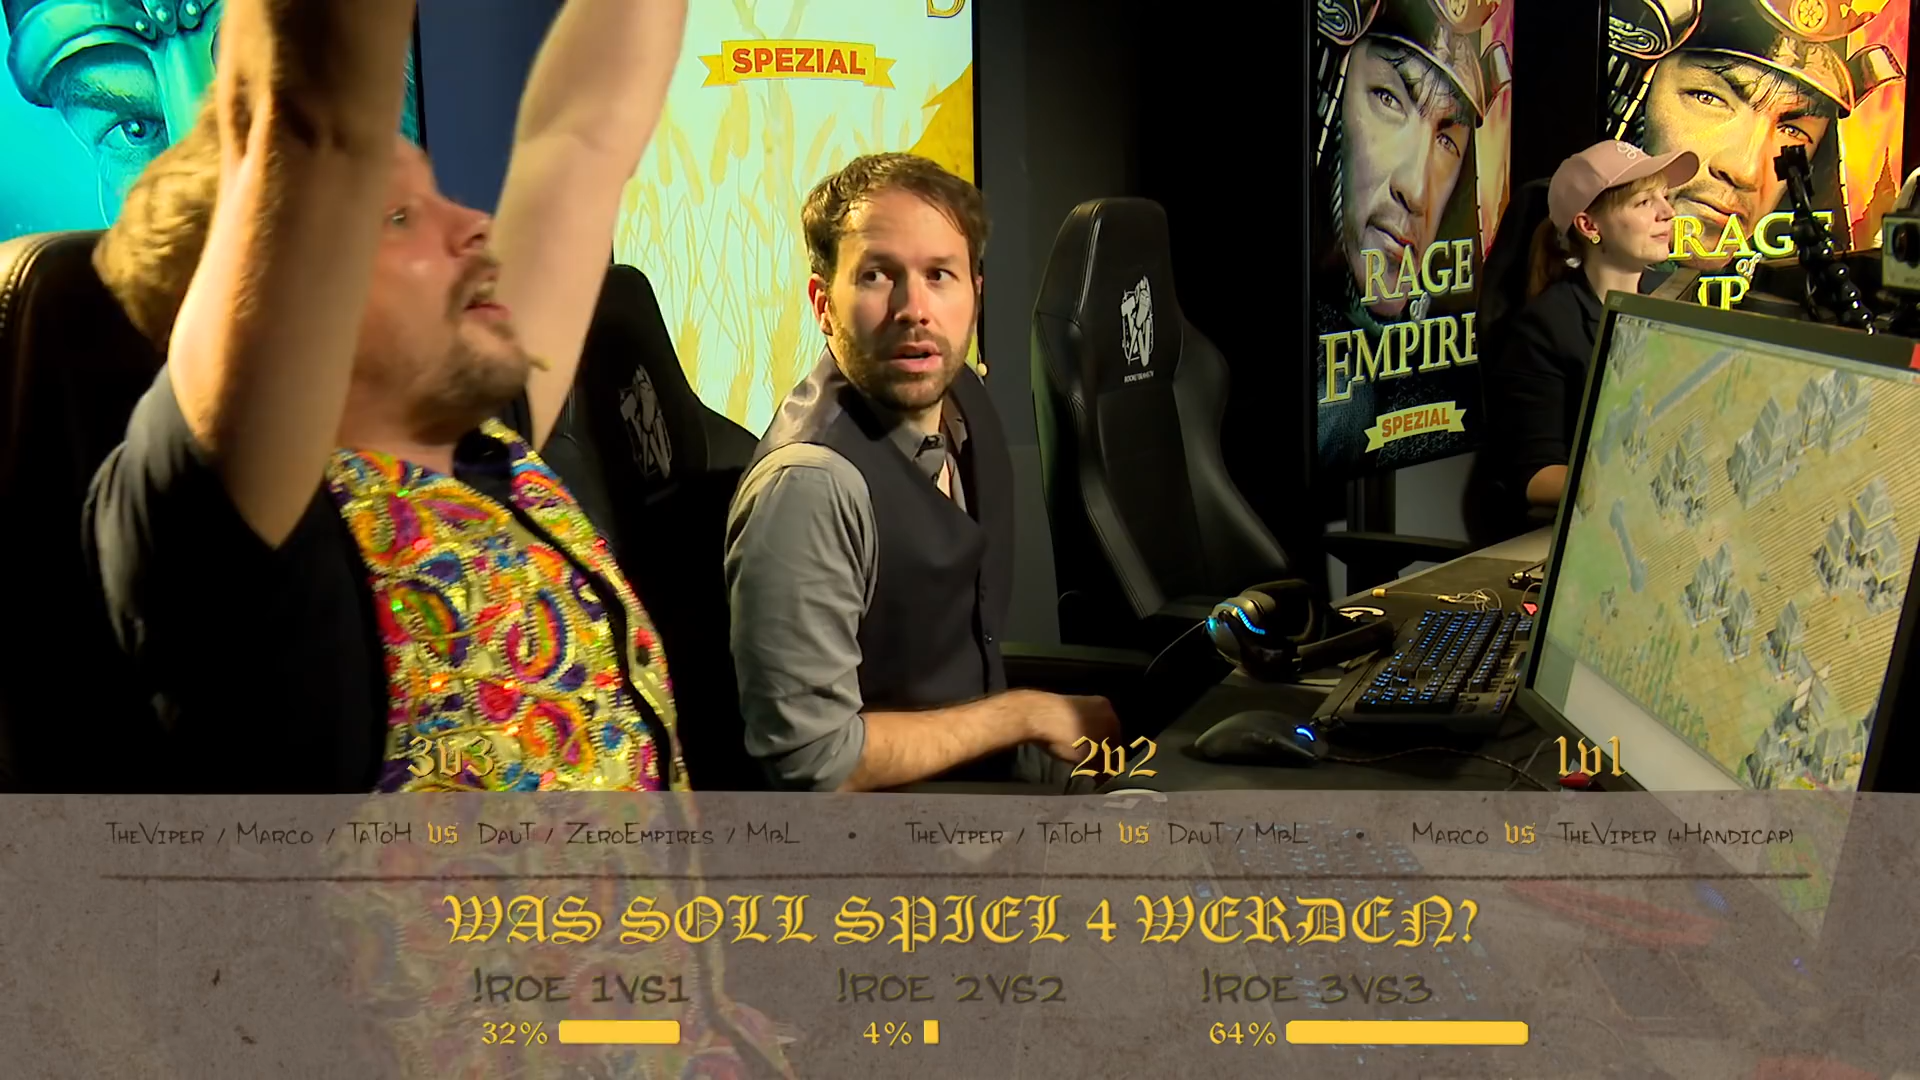 SPEZIAL
RAGE
of
EMPIRE
SPEZIAL
RAGE
of
3v3
2v2
1v1
TheViper / Marco / TaToH vs DauT / ZeroEmpires / MbL • TheViper / TaToH vs DauT / MbL • Marco vs TheViper (+Handicap)
WAS SOLL SPIEL 4 WERDEN?
!ROE 1VS1
!ROE 2VS2
!ROE 3VS3
32%
4%
64%